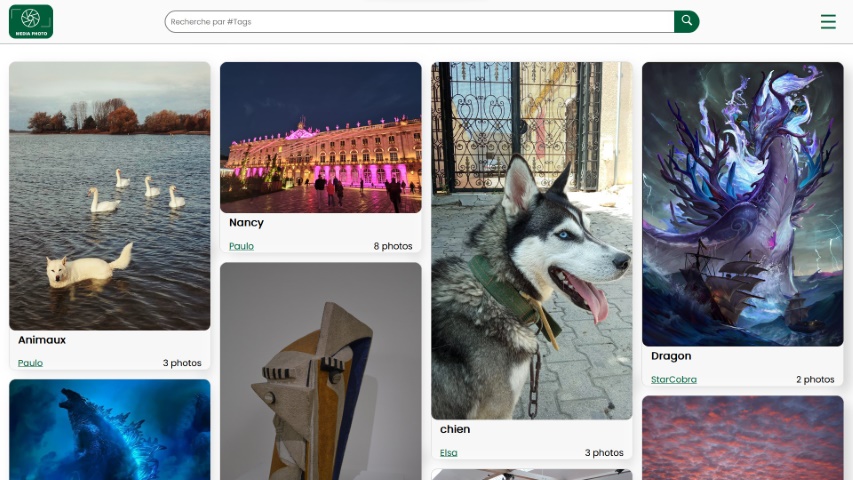 MEDIA PHOTO
Recherche par #Tags
Animaux
Paulo
3 photos
Nancy
Paulo
8 photos
chien
Elsa
3 photos
Dragon
StarCobra
2 photos